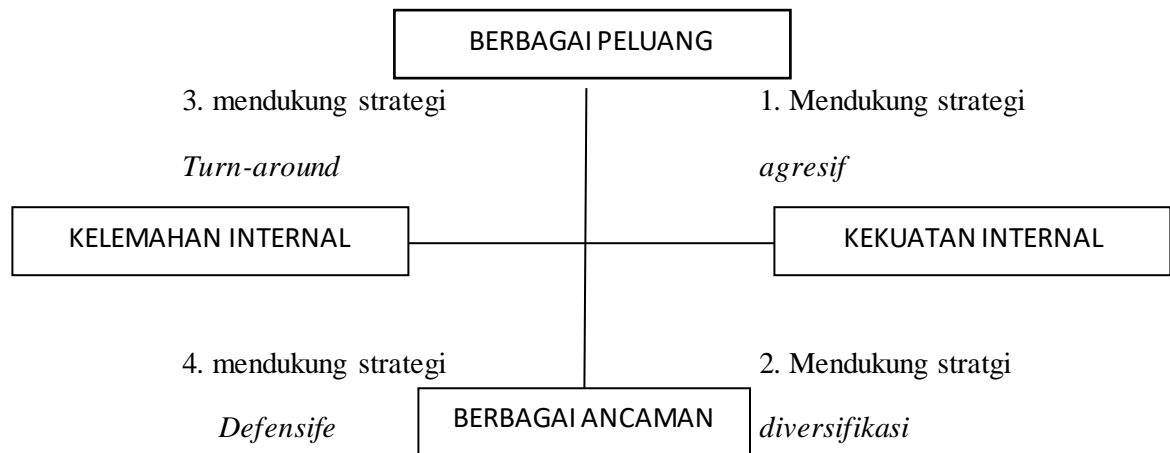 BERBAGAI PELUANG
3. mendukung strategi
Turn-around
1. Mendukung strategi
agresif
KELEMAHAN INTERNAL
KEKUATAN INTERNAL
4. mendukung strategi
Defensife
2. Mendukung stratgi
diversifikasi
BERBAGAI ANCAMAN